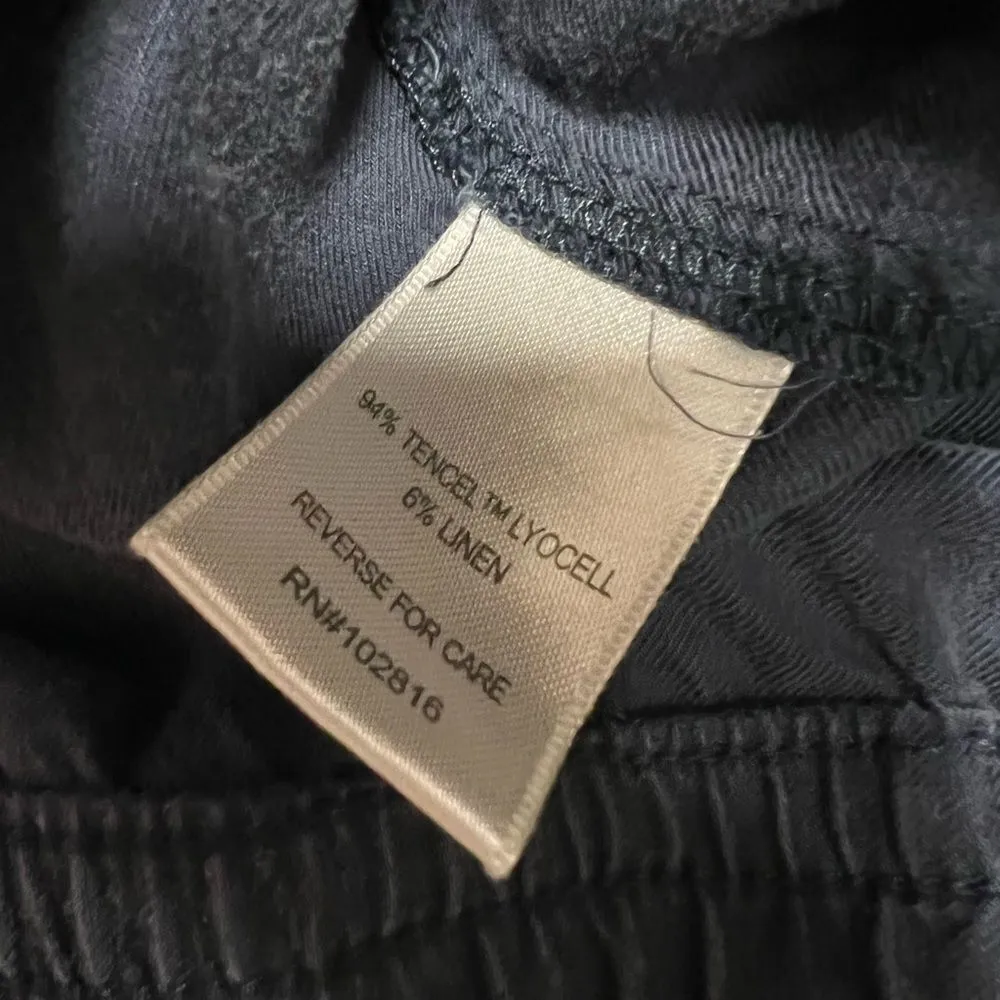 94% TENCEL™ LYOCELL
6% LINEN
REVERSE FOR CARE
RN#102816